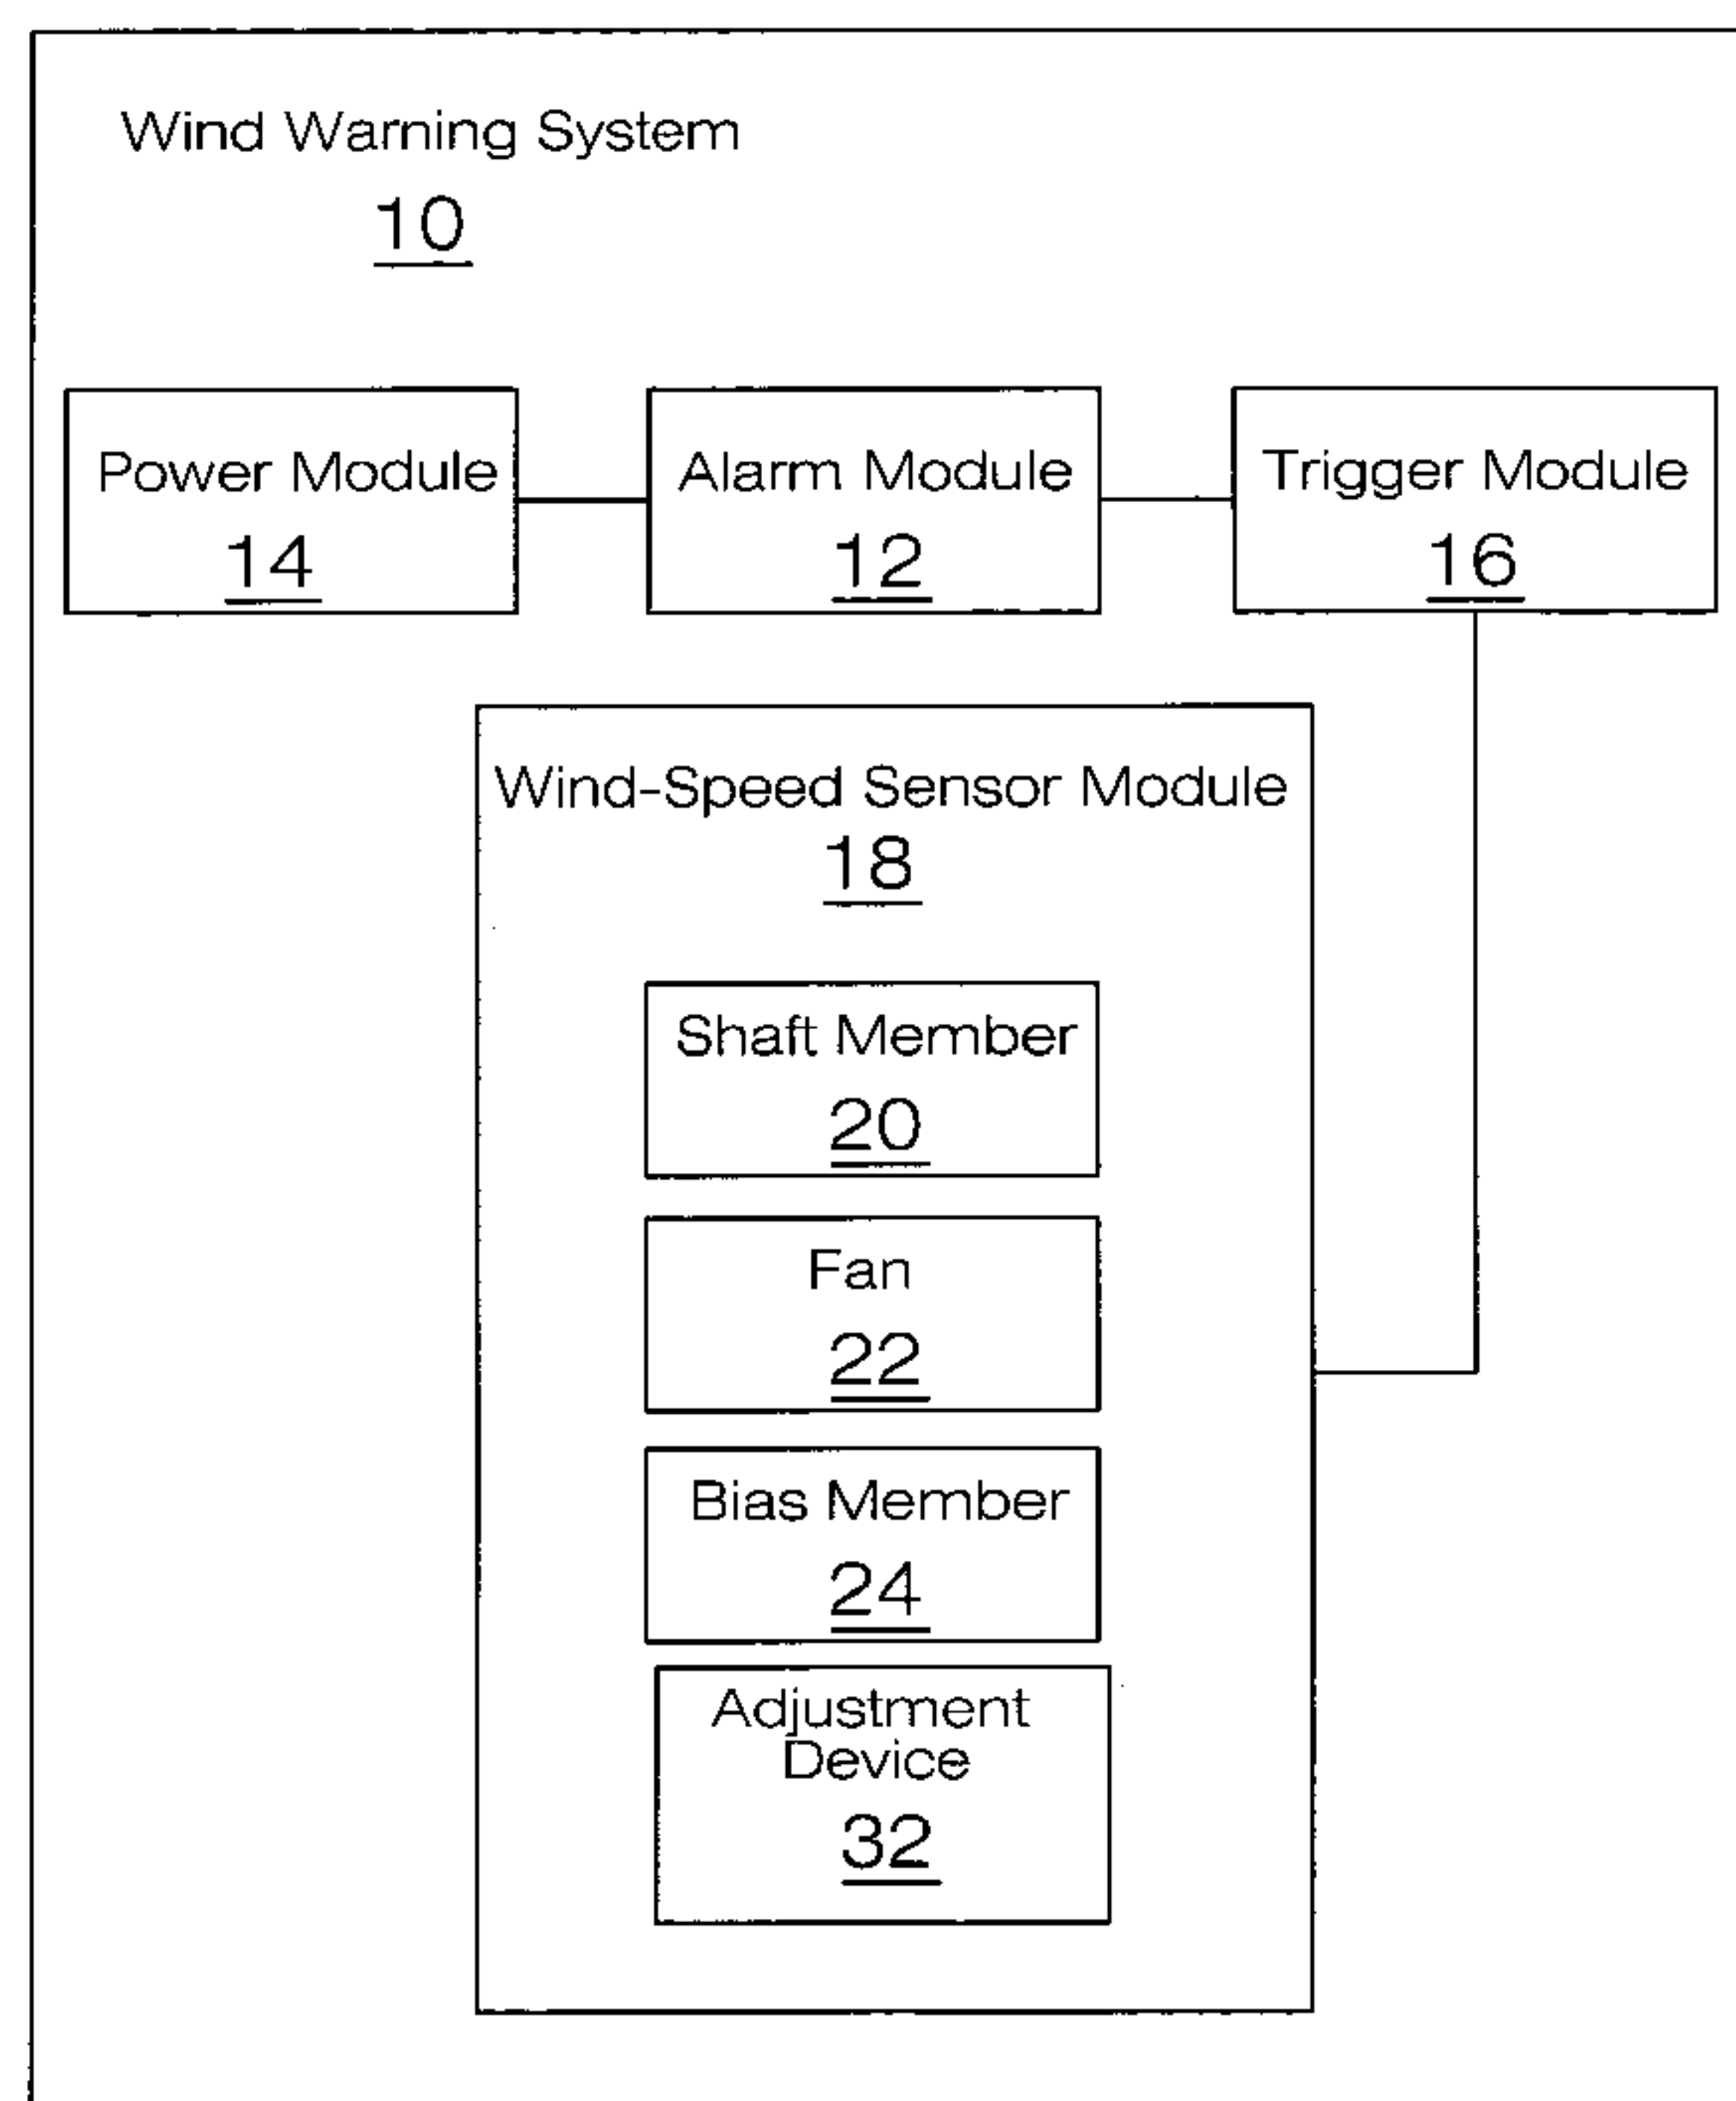 Wind Warning System
10
Power Module
14
Alarm Module
12
Trigger Module
16
Wind-Speed Sensor Module
18
Shaft Member
20
Fan
22
Bias Member
24
Adjustment
Device
32